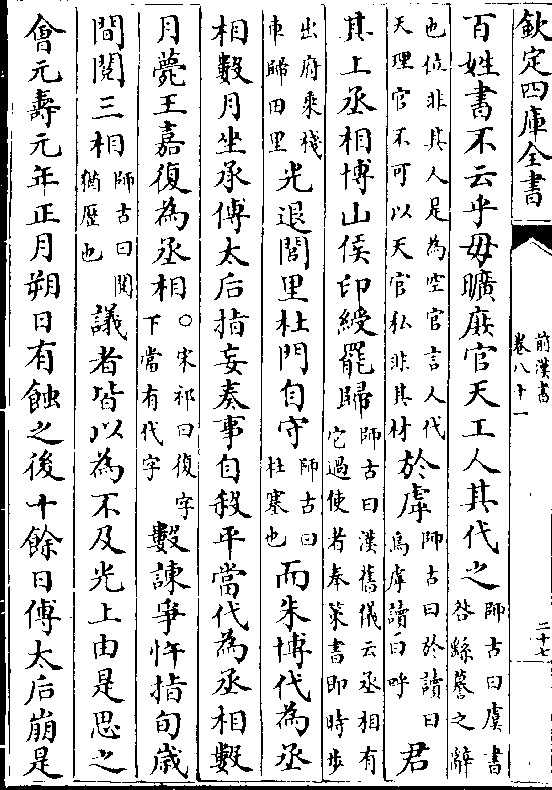 欽定四庫全書
前漢書
卷八十一
二十七
百姓書不云乎毋曠庶官天工人其代之師古曰虞書咎繇謩之辭
也位非其人是為空官言人代天理官不可以天官私非其材於虖師古曰於讀曰烏虖讀曰呼君
其上丞相博山侯印綬罷歸師古曰漢舊儀云丞相有它過使者奉策書即時步
出府乘棧車歸田里光退閭里杜門自守師古曰杜塞也而朱博代為丞
相數月坐承傅太后指妄奏事自殺平當代為丞相數
月薨王嘉復為丞相○宋祁曰復字下當有代字數諫爭忤指旬歲
間閱三相師古曰閱猶歷也議者皆以為不及光上由是思之
會元壽元年正月朔日有蝕之後十餘日傅太后崩是